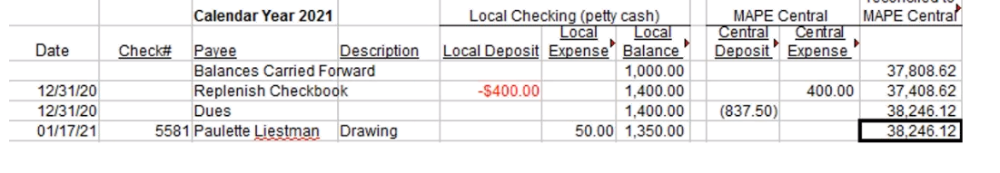 reconciled to
Calendar Year 2021 Local Checking (petty cash) MAPE Central MAPE Central
Local Local Central Central
Date Check# Payee Description Local Deposit Expense Balance Deposit Expense
Balances Carried Forward 1,000.00 37,808.62
12/31/20 Replenish Checkbook -$400.00 1,400.00 400.00 37,408.62
12/31/20 Dues 1,400.00 (837.50) 38,246.12
01/17/21 5581 Paulette Liestman Drawing 50.00 1,350.00 38,246.12